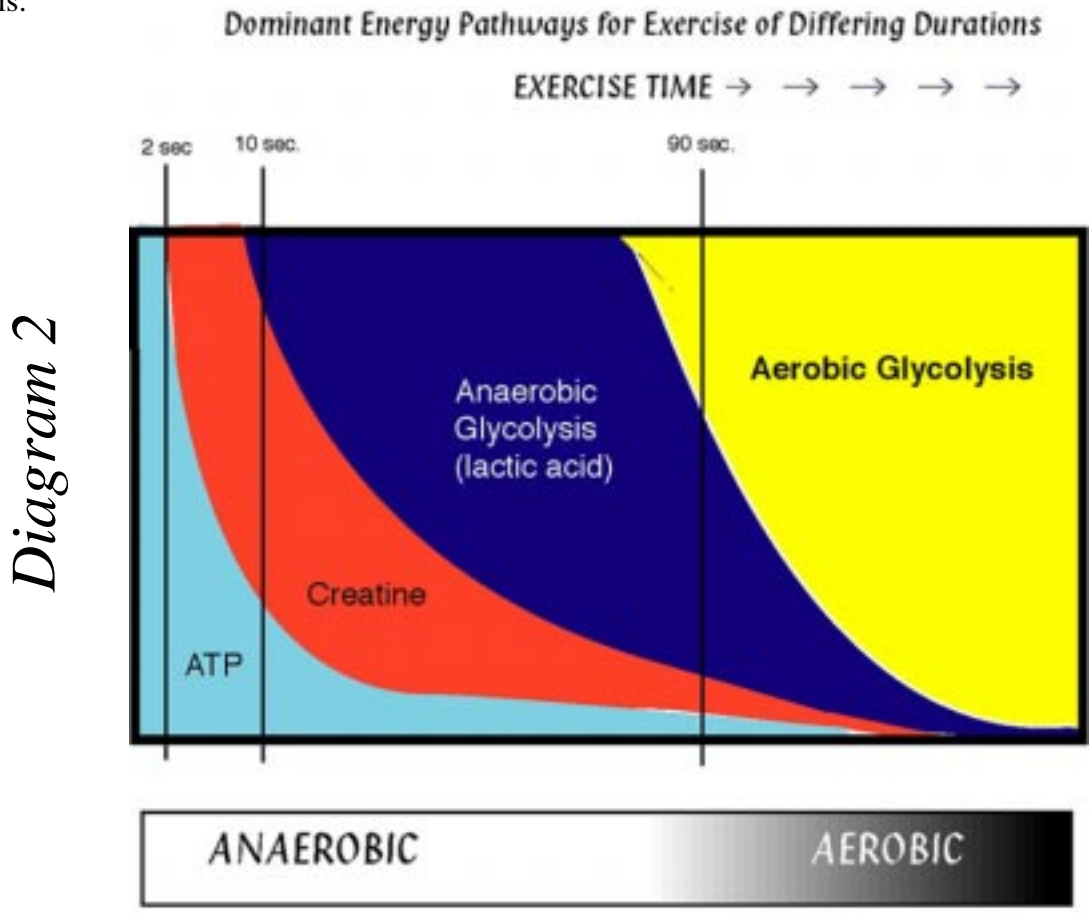 is.
Dominant Energy Pathways for Exercise of Differing Durations
EXERCISE TIME → → → → →
2 sec 10 sec. 90 sec.
Diagram 2
Aerobic Glycolysis
Anaerobic
Glycolysis
(lactic acid)
Creatine
ATP
ANAEROBIC AEROBIC